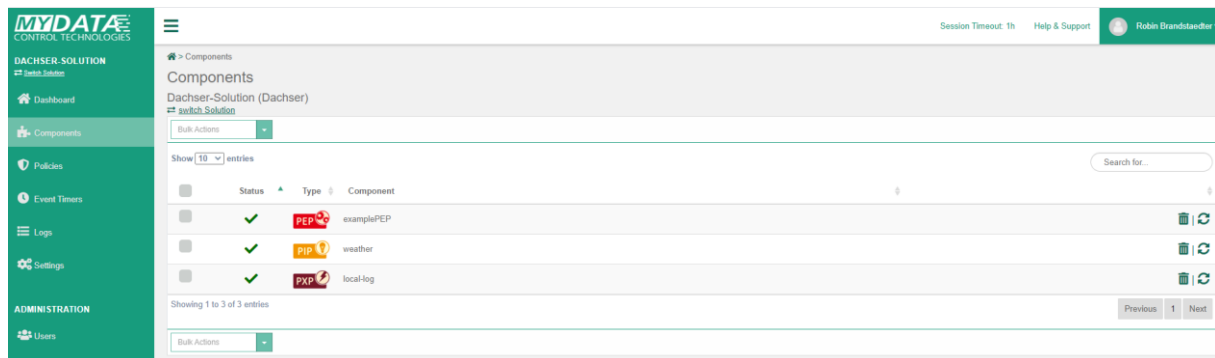 MYDATA
CONTROL TECHNOLOGIES
Session Timeout: 1h Help & Support Robin Brandstaedter
DACHSER-SOLUTION
Switch Solution
Dashboard
Components
Policies
Event Timers
Logs
Settings
ADMINISTRATION
Users
> Components
Components
Dachser-Solution (Dachser)
switch Solution
Bulk Actions
Show 10 entries
Search for...
Status Type Component
PEP examplePEP
PIP weather
PXP local-log
Showing 1 to 3 of 3 entries
Previous 1 Next
Bulk Actions